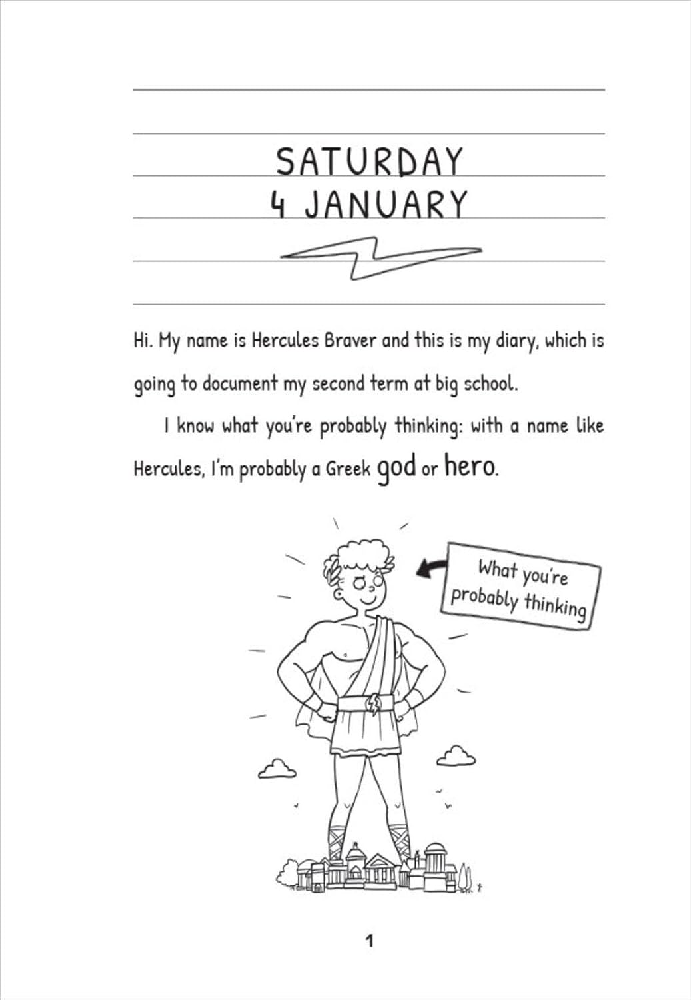 SATURDAY
4 JANUARY
Hi. My name is Hercules Braver and this is my diary, which is
going to document my second term at big school.
I know what you're probably thinking: with a name like
Hercules, I'm probably a Greek god or hero.
What you're
probably thinking
1